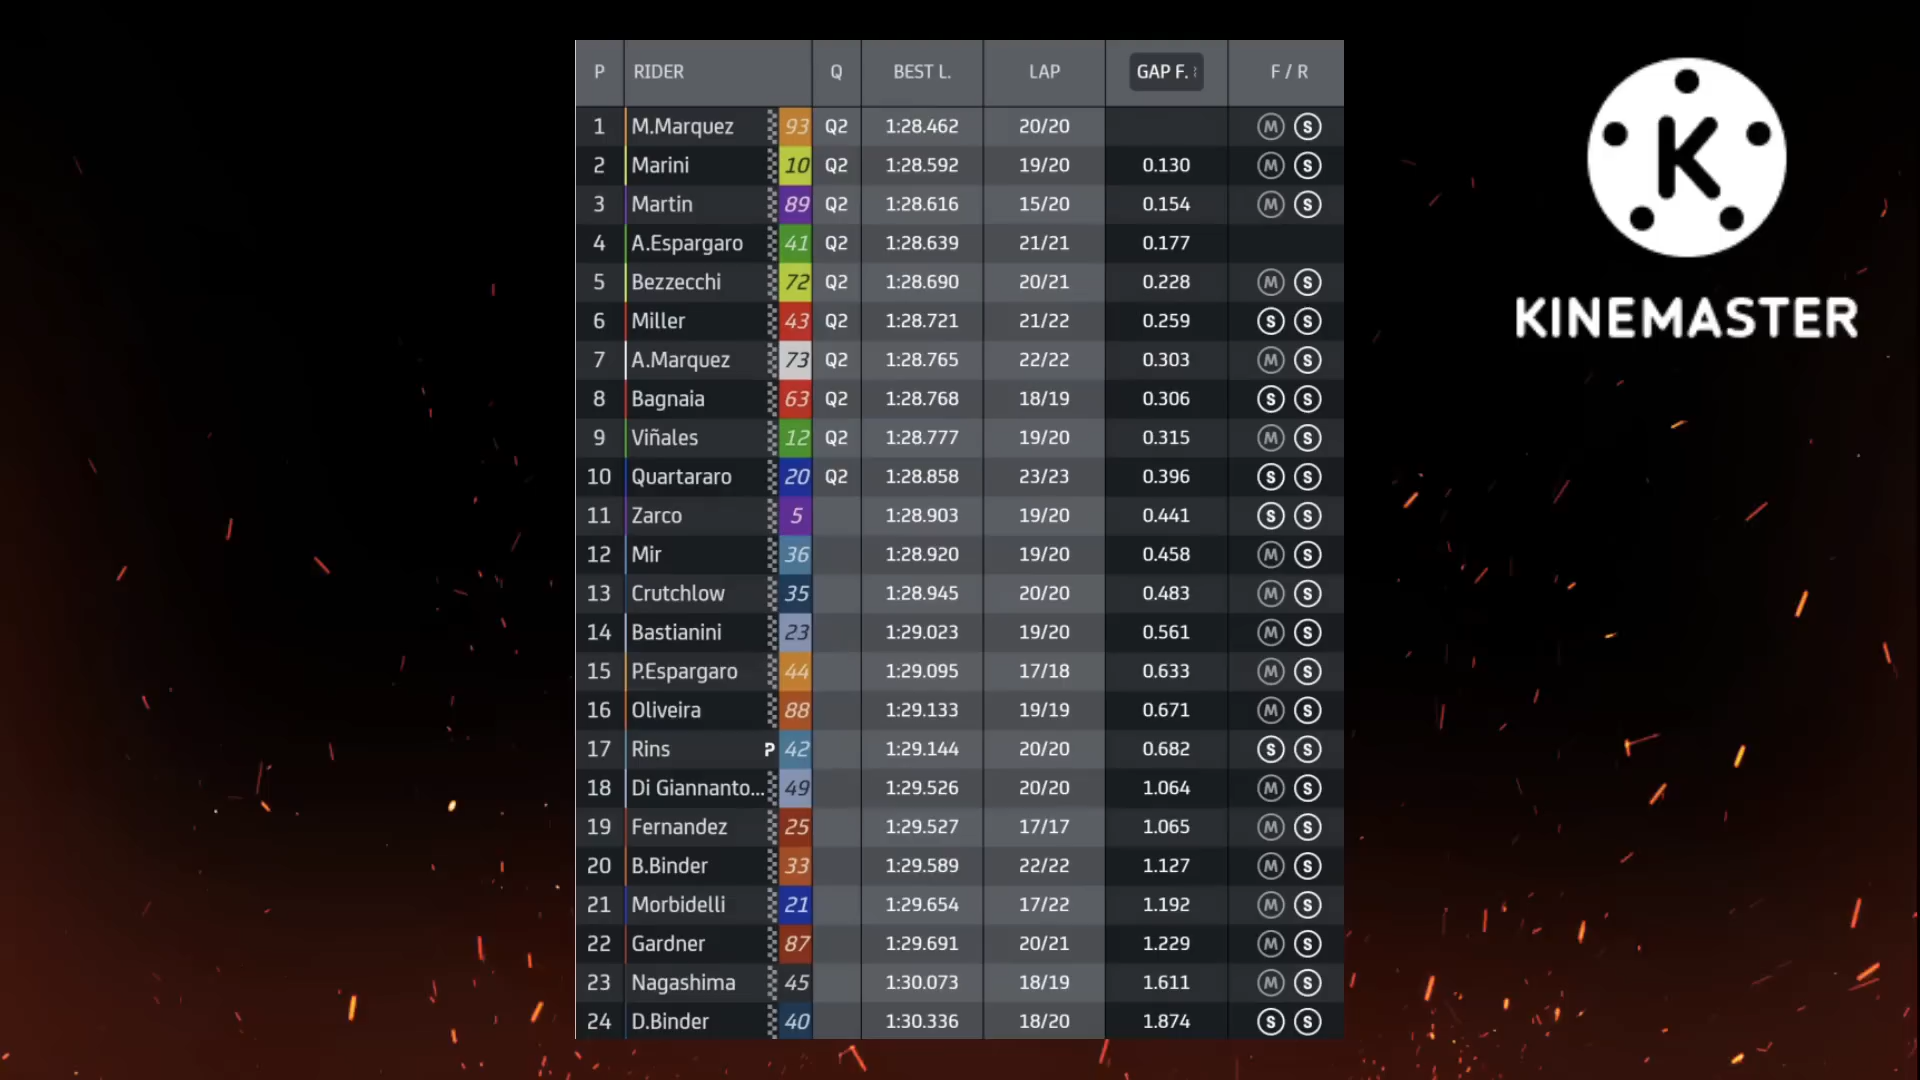 P RIDER Q BEST L. LAP GAP F. F / R
1 M.Marquez 93 Q2 1:28.462 20/20 M S
2 Marini 10 Q2 1:28.592 19/20 0.130 M S
3 Martin 89 Q2 1:28.616 15/20 0.154 M S
4 A.Espargaro 41 Q2 1:28.639 21/21 0.177
5 Bezzecchi 72 Q2 1:28.690 20/21 0.228 M S
6 Miller 43 Q2 1:28.721 21/22 0.259 S S
7 A.Marquez 73 Q2 1:28.765 22/22 0.303 M S
8 Bagnaia 63 Q2 1:28.768 18/19 0.306 S S
9 Viñales 12 Q2 1:28.777 19/20 0.315 M S
10 Quartararo 20 Q2 1:28.858 23/23 0.396 S S
11 Zarco 5 1:28.903 19/20 0.441 S S
12 Mir 36 1:28.920 19/20 0.458 M S
13 Crutchlow 35 1:28.945 20/20 0.483 M S
14 Bastianini 23 1:29.023 19/20 0.561 M S
15 P.Espargaro 44 1:29.095 17/18 0.633 M S
16 Oliveira 88 1:29.133 19/19 0.671 M S
17 Rins P 42 1:29.144 20/20 0.682 S S
18 Di Giannanto... 49 1:29.526 20/20 1.064 M S
19 Fernandez 25 1:29.527 17/17 1.065 M S
20 B.Binder 33 1:29.589 22/22 1.127 M S
21 Morbidelli 21 1:29.654 17/22 1.192 M S
22 Gardner 87 1:29.691 20/21 1.229 M S
23 Nagashima 45 1:30.073 18/19 1.611 M S
24 D.Binder 40 1:30.336 18/20 1.874 S S
K
KINEMASTER